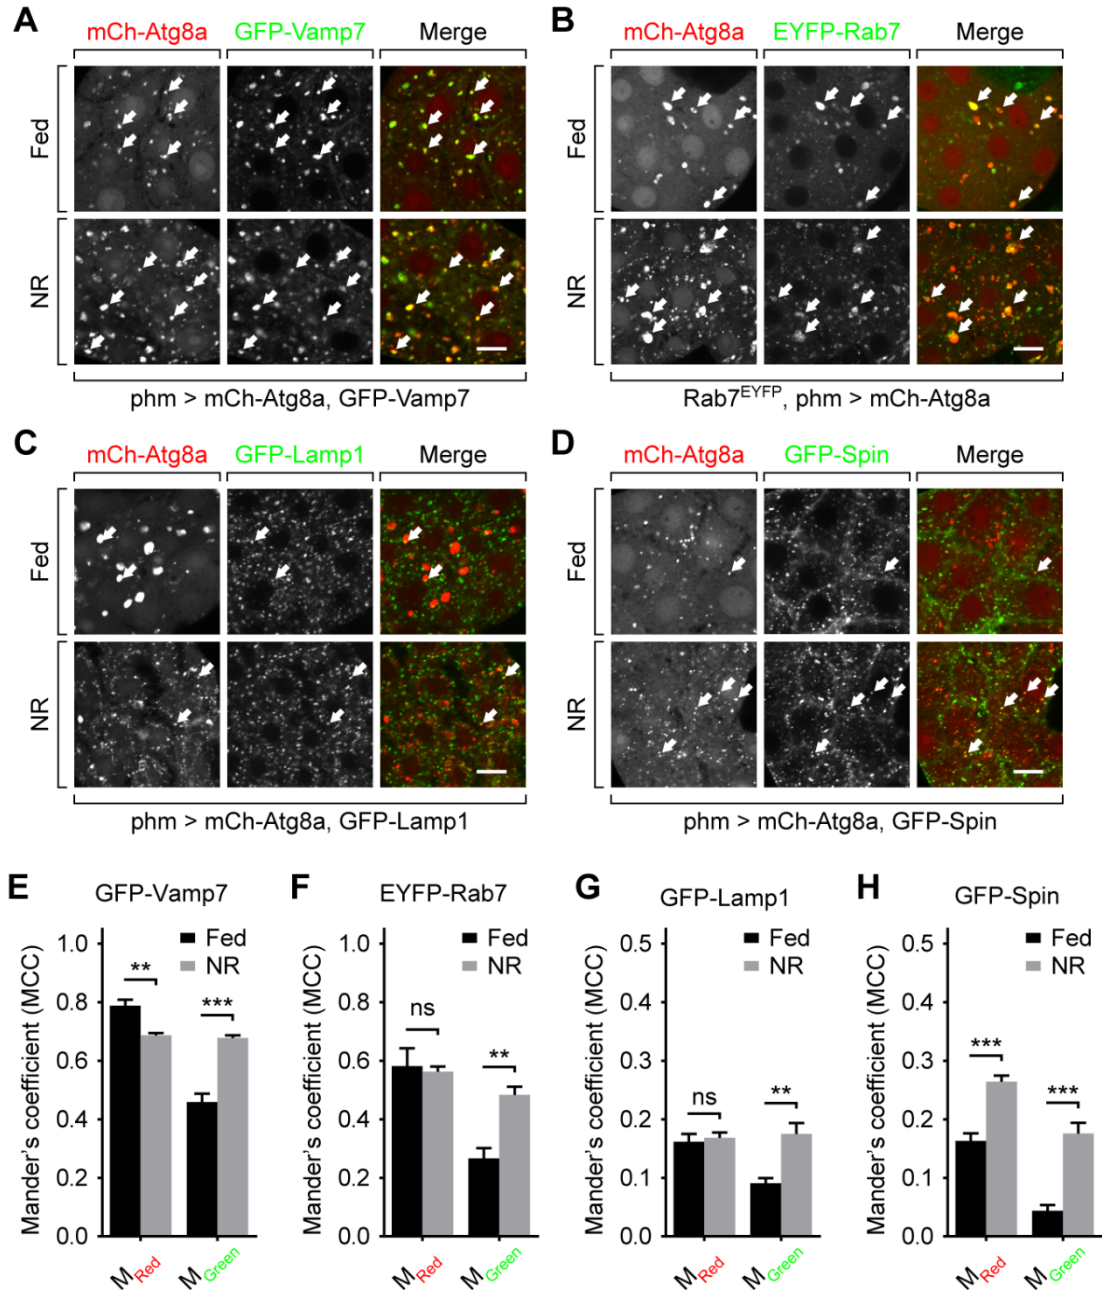 A
mCh-Atg8a GFP-Vamp7 Merge
Fed
NR
phm > mCh-Atg8a, GFP-Vamp7
B
mCh-Atg8a EYFP-Rab7 Merge
Fed
NR
Rab7EYFP, phm > mCh-Atg8a
C
mCh-Atg8a GFP-Lamp1 Merge
Fed
NR
phm > mCh-Atg8a, GFP-Lamp1
D
mCh-Atg8a GFP-Spin Merge
Fed
NR
phm > mCh-Atg8a, GFP-Spin
E
GFP-Vamp7
Mander's coefficient (MCC)
1.0
0.8
0.6
0.4
0.2
0.0
Fed
NR
**
***
MRed
MGreen
F
EYFP-Rab7
Mander's coefficient (MCC)
1.0
0.8
0.6
0.4
0.2
0.0
Fed
NR
ns
**
MRed
MGreen
G
GFP-Lamp1
Mander's coefficient (MCC)
0.5
0.4
0.3
0.2
0.1
0.0
Fed
NR
ns
**
MRed
MGreen
H
GFP-Spin
Mander's coefficient (MCC)
0.5
0.4
0.3
0.2
0.1
0.0
Fed
NR
***
***
MRed
MGreen